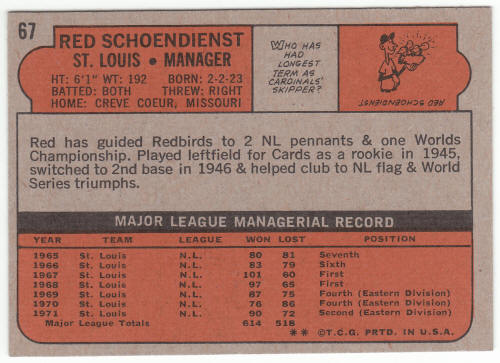 67
RED SCHOENDIENST
ST. LOUIS • MANAGER
HT: 6'1" WT: 192 BORN: 2-2-23
BATTED: BOTH THREW: RIGHT
HOME: CREVE COEUR, MISSOURI
WHO HAS
HAD
LONGEST
TERM AS
CARDINALS'
SKIPPER?
RED SCHOENDIENST
Red has guided Redbirds to 2 NL pennants & one Worlds
Championship. Played leftfield for Cards as a rookie in 1945,
switched to 2nd base in 1946 & helped club to NL flag & World
Series triumphs.
MAJOR LEAGUE MANAGERIAL RECORD
YEAR TEAM LEAGUE WON LOST POSITION
1965 St. Louis N.L. 80 81 Seventh
1966 St. Louis N.L. 83 79 Sixth
1967 St. Louis N.L. 101 60 First
1968 St. Louis N.L. 97 65 First
1969 St. Louis N.L. 87 75 Fourth (Eastern Division)
1970 St. Louis N.L. 76 86 Fourth (Eastern Division)
1971 St. Louis N.L. 90 72 Second (Eastern Division)
Major League Totals 614 518
** ©T.C.G. PRTD. IN U.S.A.